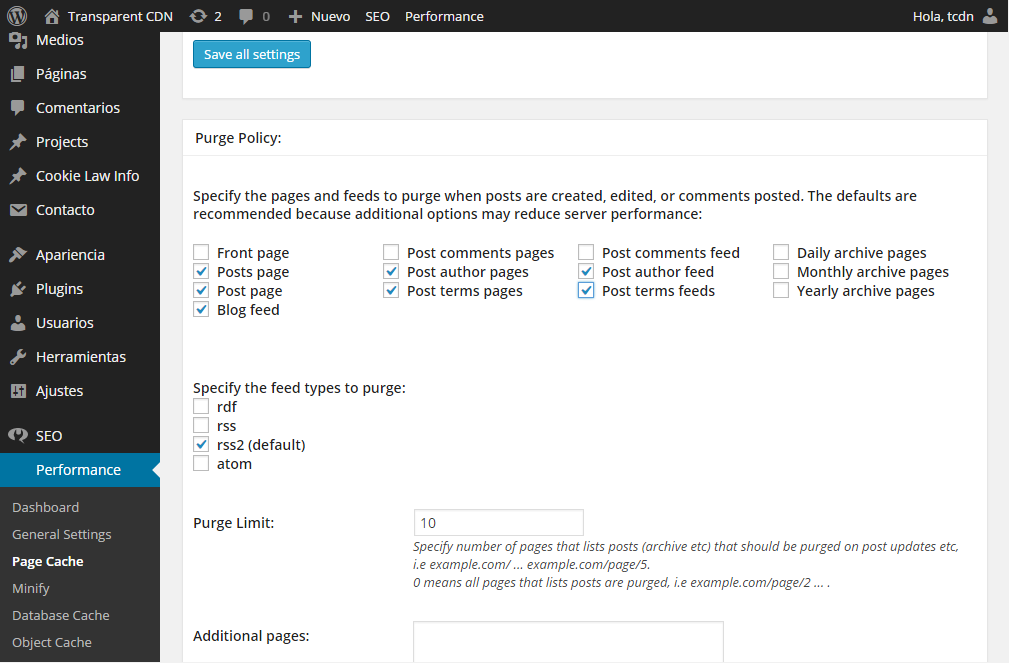 Transparent CDN 2 0 Nuevo SEO Performance Hola, tcdn
Medios
Páginas
Comentarios
Projects
Cookie Law Info
Contacto
Apariencia
Plugins
Usuarios
Herramientas
Ajustes
SEO
Performance
Dashboard
General Settings
Page Cache
Minify
Database Cache
Object Cache
Save all settings
Purge Policy:
Specify the pages and feeds to purge when posts are created, edited, or comments posted. The defaults are
recommended because additional options may reduce server performance:
Front page Post comments pages Post comments feed Daily archive pages
Posts page Post author pages Post author feed Monthly archive pages
Post page Post terms pages Post terms feeds Yearly archive pages
Blog feed
Specify the feed types to purge:
rdf
rss
rss2 (default)
atom
Purge Limit: 10
Specify number of pages that lists posts (archive etc) that should be purged on post updates etc,
i.e example.com/ ... example.com/page/5.
0 means all pages that lists posts are purged, i.e example.com/page/2 ... .
Additional pages: